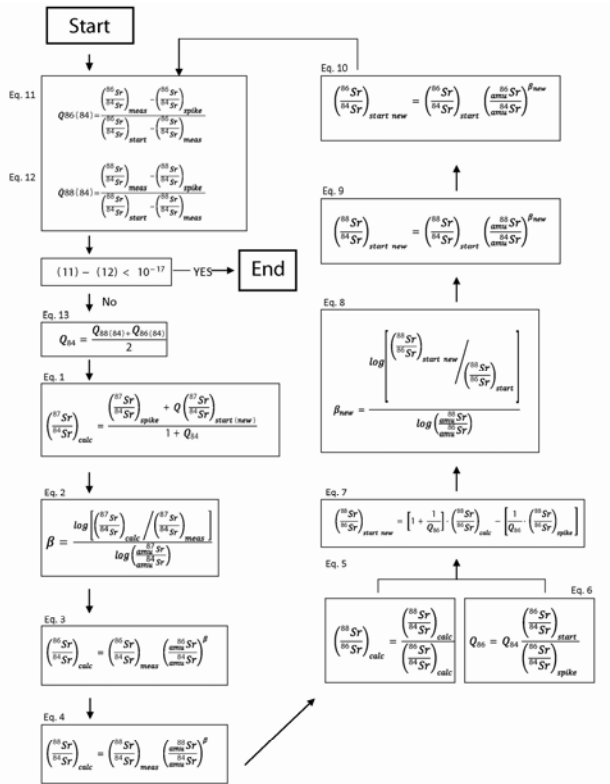 Start
Eq. 11
Q86(84) = ((⁸⁶Sr/⁸⁴Sr)meas − (⁸⁶Sr/⁸⁴Sr)spike) / ((⁸⁶Sr/⁸⁴Sr)start − (⁸⁶Sr/⁸⁴Sr)meas)
Eq. 12
Q88(84) = ((⁸⁸Sr/⁸⁴Sr)meas − (⁸⁸Sr/⁸⁴Sr)spike) / ((⁸⁸Sr/⁸⁴Sr)start − (⁸⁸Sr/⁸⁴Sr)meas)
(11) − (12) < 10⁻¹⁷
YES
End
No
Eq. 13
Q₈₄ = (Q₈₈(84) + Q₈₆(84)) / 2
Eq. 1
(⁸⁷Sr/⁸⁴Sr)calc = ((⁸⁷Sr/⁸⁴Sr)spike + Q (⁸⁷Sr/⁸⁴Sr)start (new)) / (1 + Q₈₄)
Eq. 2
β = log[(⁸⁷Sr/⁸⁴Sr)calc / (⁸⁷Sr/⁸⁴Sr)meas] / log(amu ⁸⁷Sr / amu ⁸⁴Sr)
Eq. 3
(⁸⁶Sr/⁸⁴Sr)calc = (⁸⁶Sr/⁸⁴Sr)meas (amu ⁸⁶Sr / amu ⁸⁴Sr)^β
Eq. 4
(⁸⁸Sr/⁸⁴Sr)calc = (⁸⁸Sr/⁸⁴Sr)meas (amu ⁸⁸Sr / amu ⁸⁴Sr)^β
Eq. 5
(⁸⁸Sr/⁸⁶Sr)calc = (⁸⁸Sr/⁸⁴Sr)calc / (⁸⁶Sr/⁸⁴Sr)calc
Eq. 6
Q₈₆ = Q₈₄ (⁸⁶Sr/⁸⁴Sr)start / (⁸⁶Sr/⁸⁴Sr)spike
Eq. 7
(⁸⁸Sr/⁸⁶Sr)start new = [1 + 1/Q₈₆] · (⁸⁸Sr/⁸⁶Sr)calc − [1/Q₈₆ · (⁸⁸Sr/⁸⁶Sr)spike]
Eq. 8
βnew = log[(⁸⁸Sr/⁸⁶Sr)start new / (⁸⁸Sr/⁸⁶Sr)start] / log(amu ⁸⁸Sr / amu ⁸⁶Sr)
Eq. 9
(⁸⁸Sr/⁸⁴Sr)start new = (⁸⁸Sr/⁸⁴Sr)start (amu ⁸⁸Sr / amu ⁸⁴Sr)^βnew
Eq. 10
(⁸⁶Sr/⁸⁴Sr)start new = (⁸⁶Sr/⁸⁴Sr)start (amu ⁸⁶Sr / amu ⁸⁴Sr)^βnew